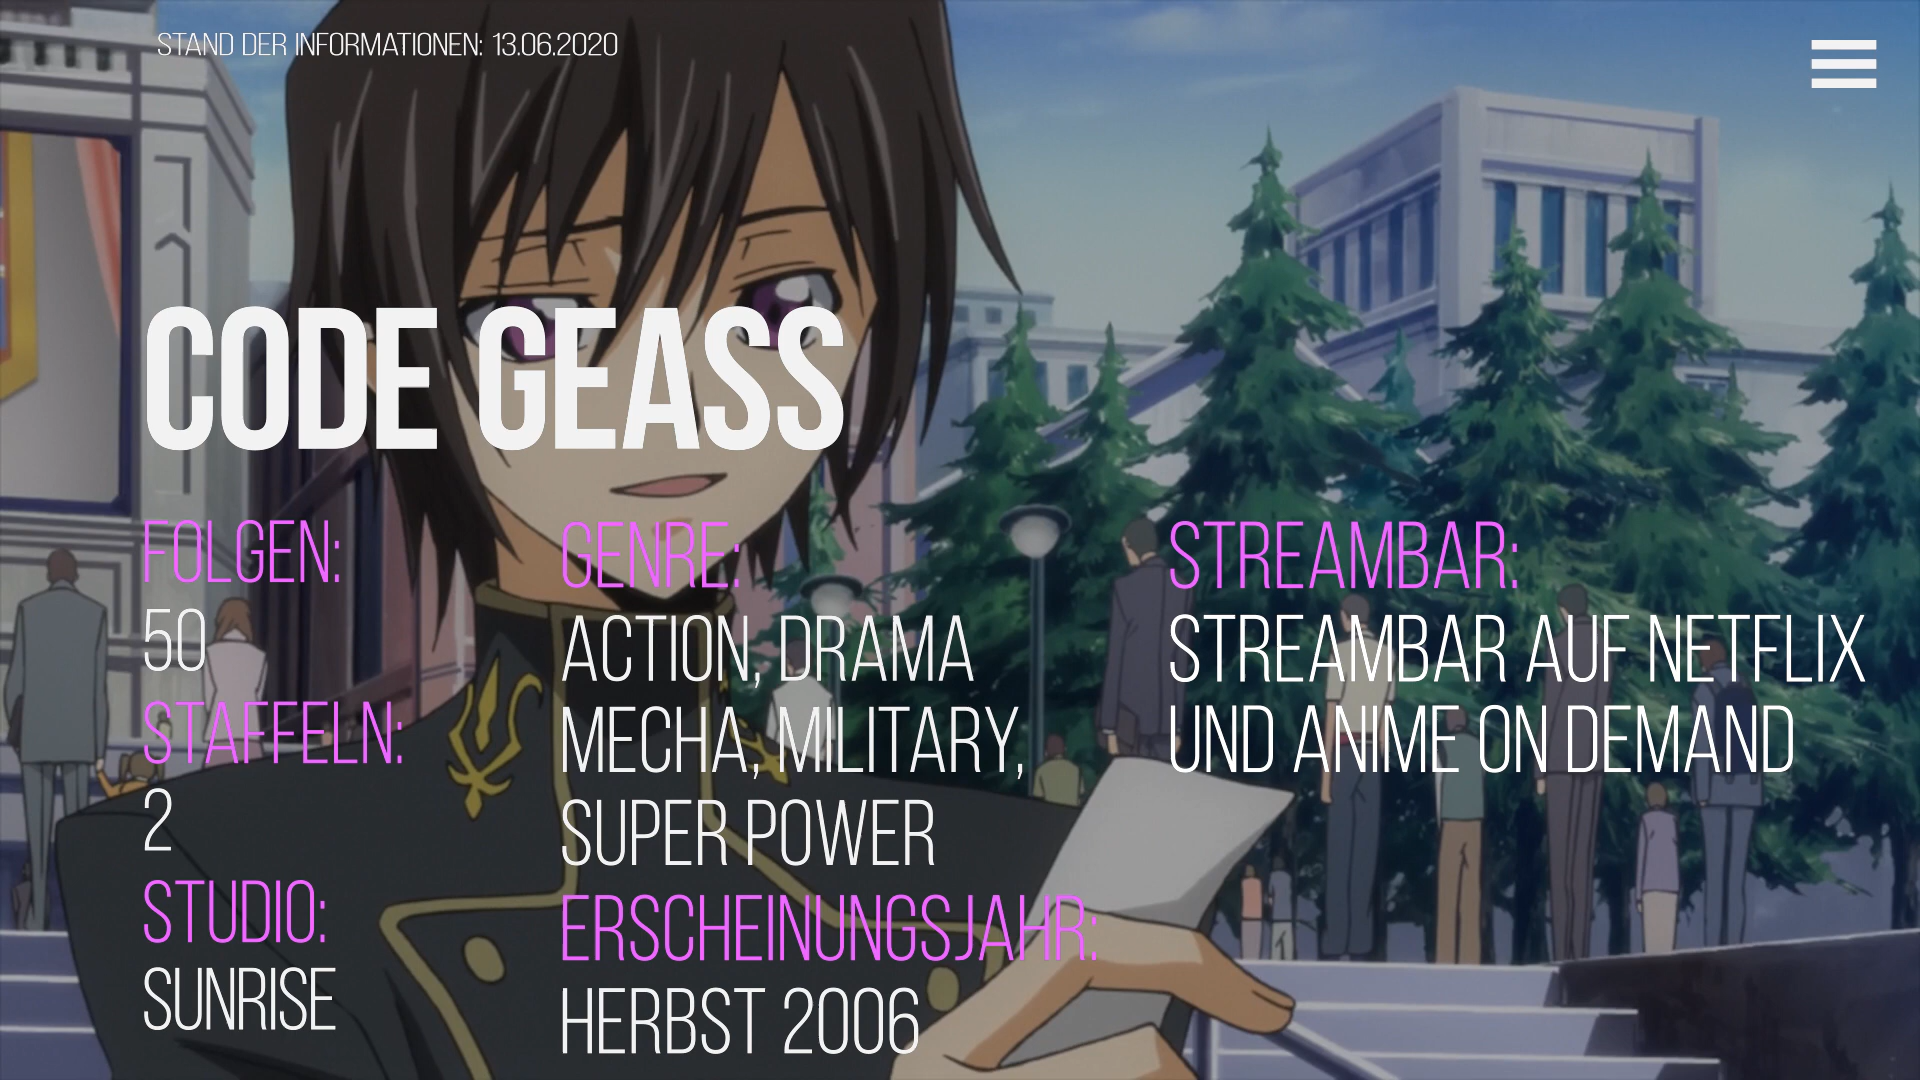 STAND DER INFORMATIONEN: 13.06.2020
CODE GEASS
FOLGEN:
50
STAFFELN:
2
STUDIO:
SUNRISE
GENRE:
ACTION, DRAMA
MECHA, MILITARY,
SUPER POWER
ERSCHEINUNGSJAHR:
HERBST 2006
STREAMBAR:
STREAMBAR AUF NETFLIX
UND ANIME ON DEMAND